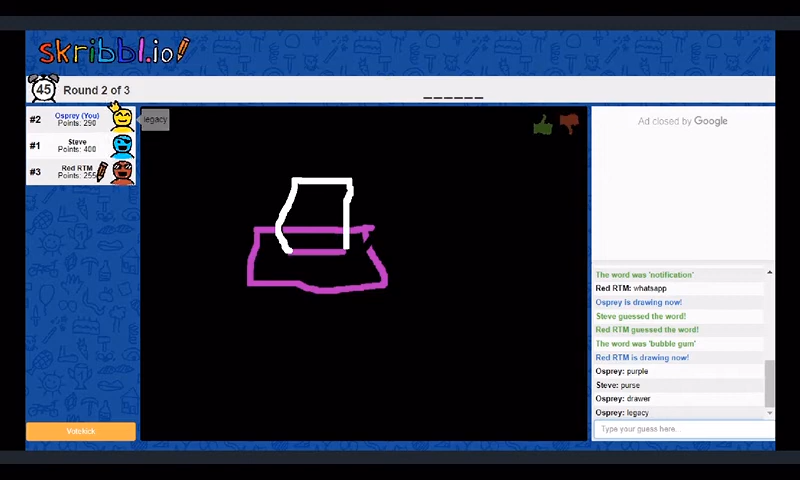 skribbl.io!
45
Round 2 of 3
______
#2
Osprey (You)
Points: 290
legacy
#1
Steve
Points: 400
#3
Red RTM
Points: 255
Ad closed by Google
The word was 'notification'
Red RTM: whatsapp
Osprey is drawing now!
Steve guessed the word!
Red RTM guessed the word!
The word was 'bubble gum'
Red RTM is drawing now!
Osprey: purple
Steve: purse
Osprey: drawer
Osprey: legacy
Votekick
Type your guess here...